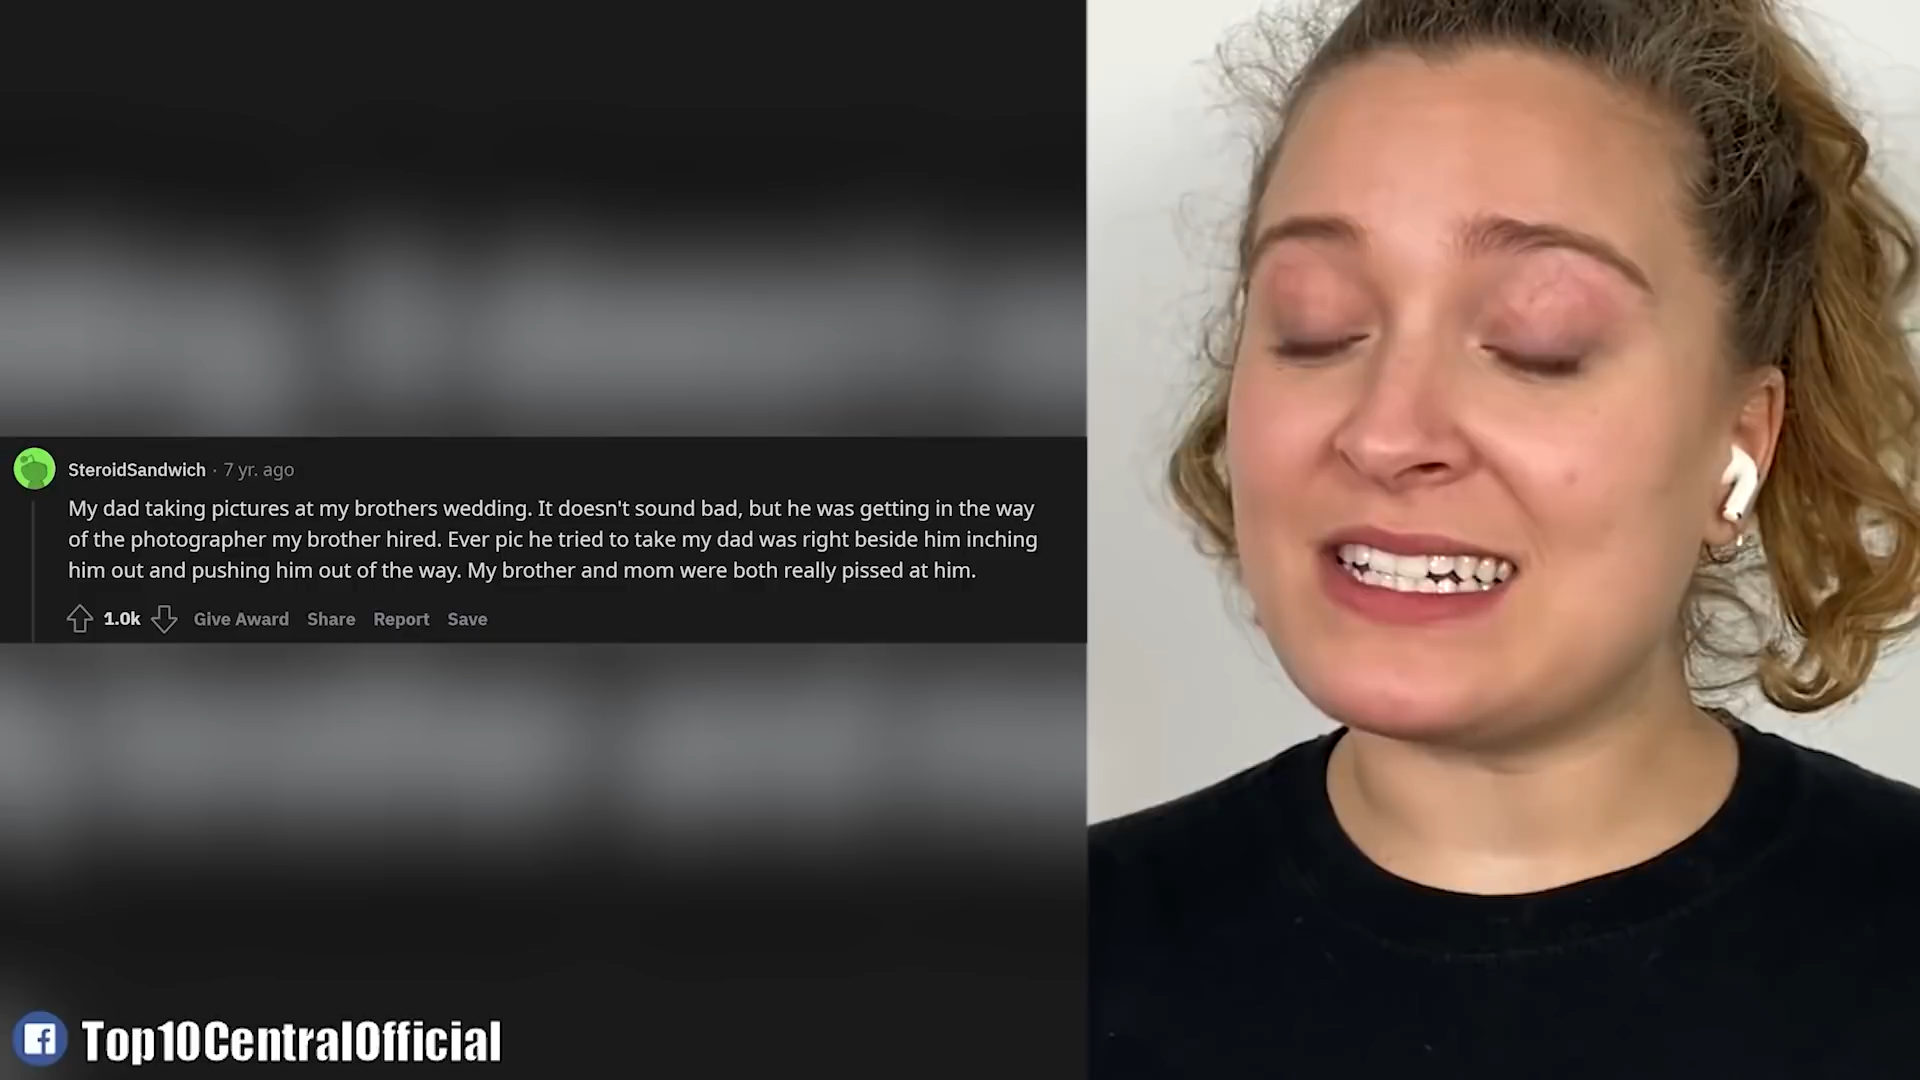 SteroidSandwich · 7 yr. ago
My dad taking pictures at my brothers wedding. It doesn't sound bad, but he was getting in the way
of the photographer my brother hired. Ever pic he tried to take my dad was right beside him inching
him out and pushing him out of the way. My brother and mom were both really pissed at him.
1.0k Give Award Share Report Save
Top10CentralOfficial